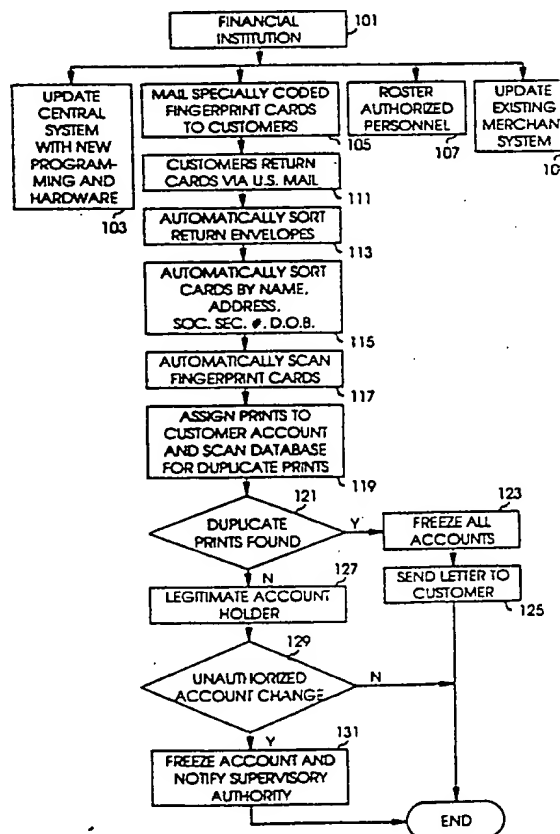 FINANCIAL
INSTITUTION
101
UPDATE
CENTRAL
SYSTEM
WITH NEW
PROGRAM-
MING AND
HARDWARE
103
MAIL SPECIALLY CODED
FINGERPRINT CARDS
TO CUSTOMERS
105
ROSTER
AUTHORIZED
PERSONNEL
107
UPDATE
EXISTING
MERCHAN
SYSTEM
CUSTOMERS RETURN
CARDS VIA U.S. MAIL
111
AUTOMATICALLY SORT
RETURN ENVELOPES
113
AUTOMATICALLY SORT
CARDS BY NAME,
ADDRESS,
SOC. SEC. #, D.O.B.
115
AUTOMATICALLY SCAN
FINGERPRINT CARDS
117
ASSIGN PRINTS TO
CUSTOMER ACCOUNT
AND SCAN DATABASE
FOR DUPLICATE PRINTS
119
121
DUPLICATE
PRINTS FOUND
Y
123
FREEZE ALL
ACCOUNTS
SEND LETTER TO
CUSTOMER
125
N
127
LEGITIMATE ACCOUNT
HOLDER
129
UNAUTHORIZED
ACCOUNT CHANGE
N
Y
131
FREEZE ACCOUNT AND
NOTIFY SUPERVISORY
AUTHORITY
END